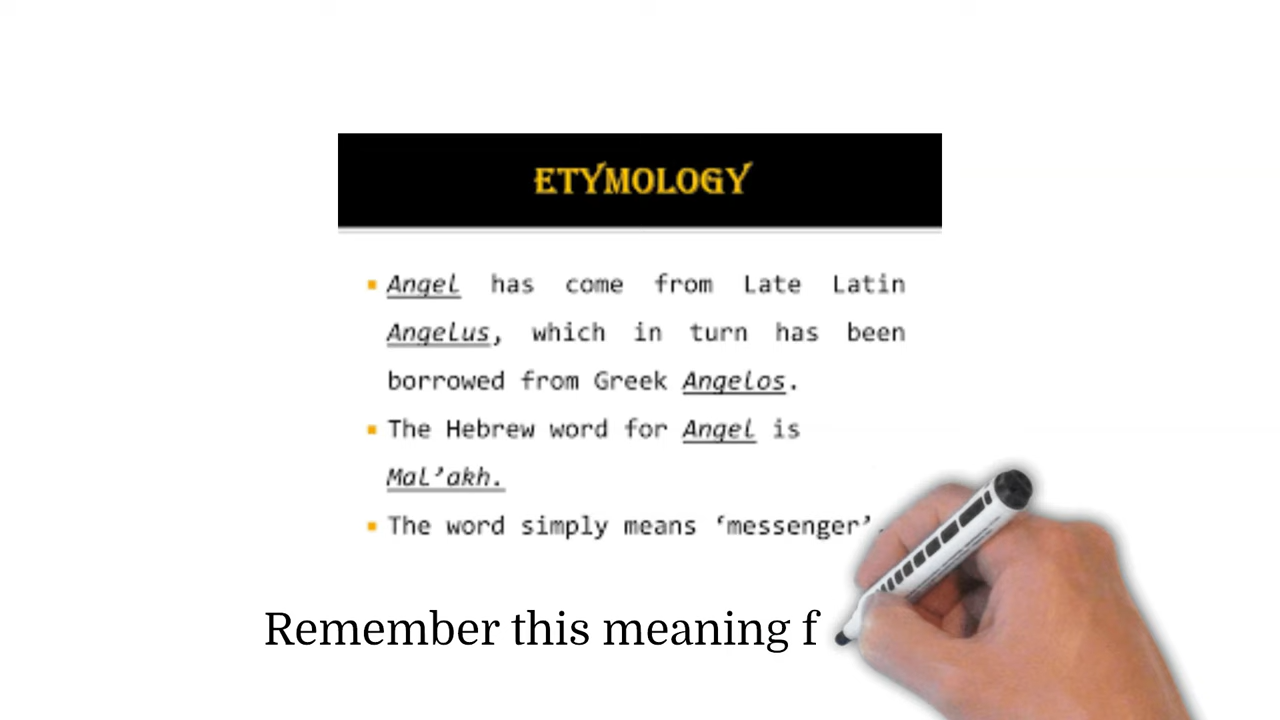 ETYMOLOGY
Angel has come from Late Latin
Angelus, which in turn has been
borrowed from Greek Angelos.
The Hebrew word for Angel is
Mal’akh.
The word simply means ‘messenger’.
Remember this meaning f